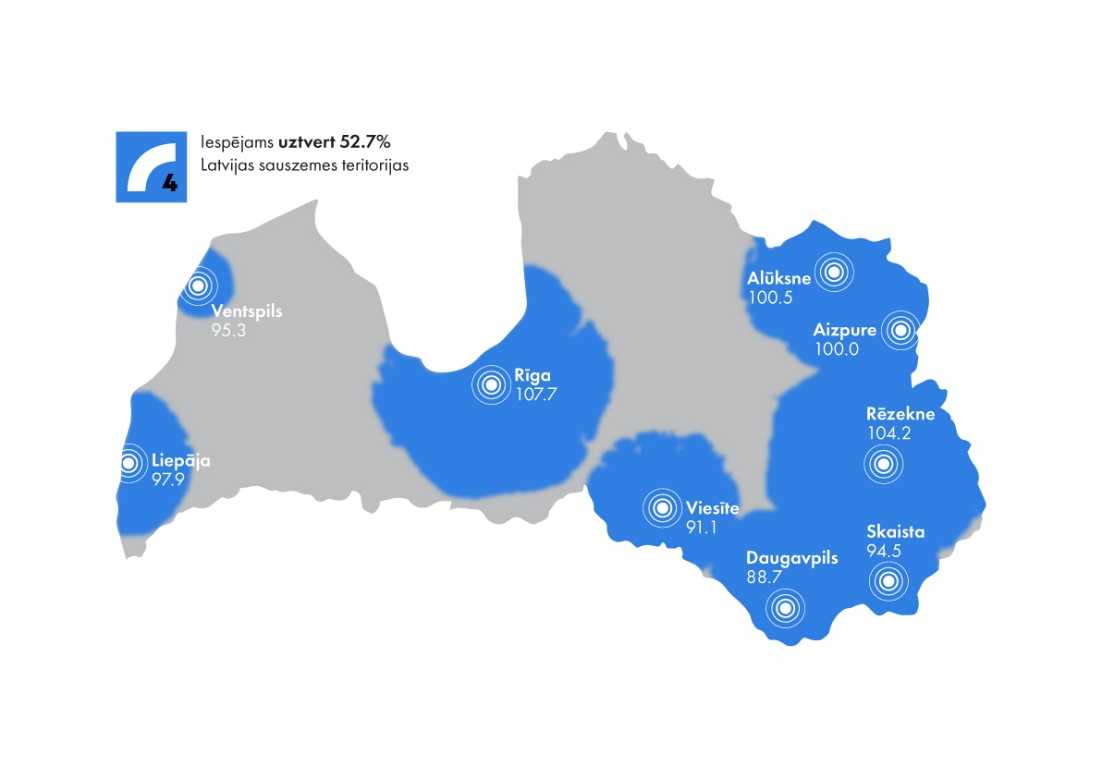 4
Iespējams uztvert 52.7%
Latvijas sauszemes teritorijas
Ventspils
95.3
Liepāja
97.9
Rīga
107.7
Alūksne
100.5
Aizpure
100.0
Rēzekne
104.2
Viesīte
91.1
Skaista
94.5
Daugavpils
88.7